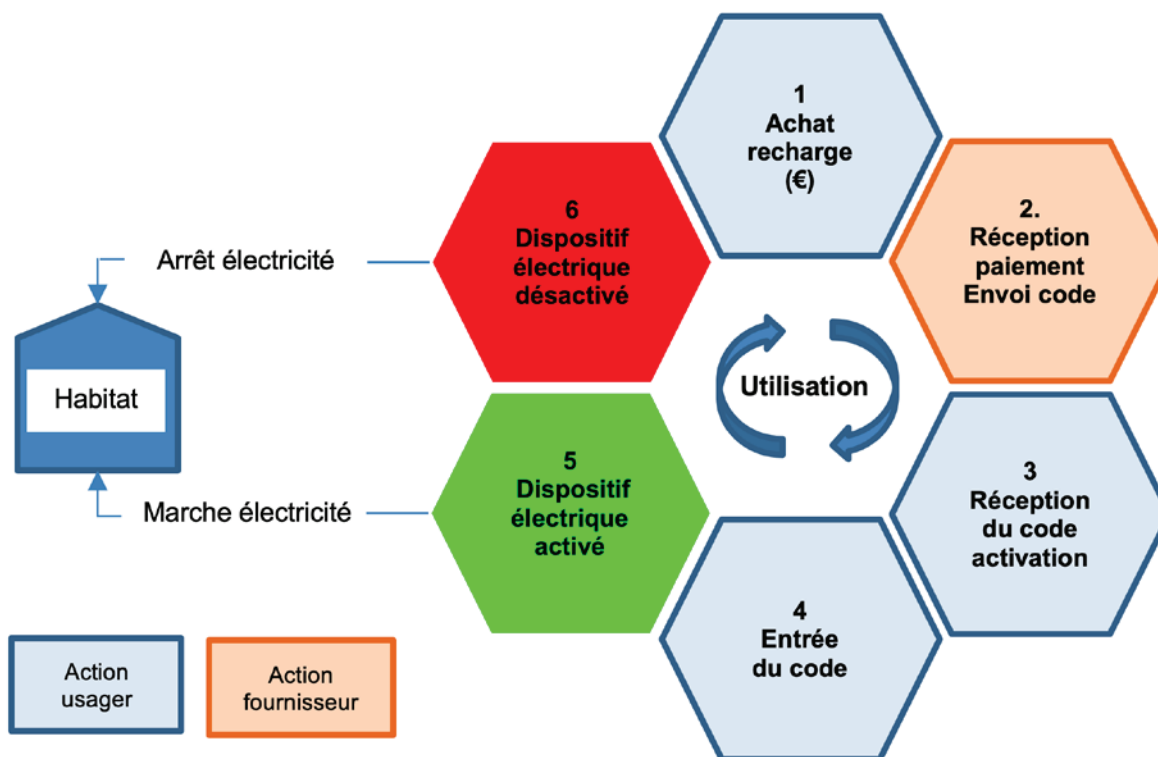 1
Achat
recharge
(€)
2.
Réception
paiement
Envoi code
3
Réception
du code
activation
4
Entrée
du code
5
Dispositif
électrique
activé
6
Dispositif
électrique
désactivé
Utilisation
Arrêt électricité
Habitat
Marche électricité
Action
usager
Action
fournisseur